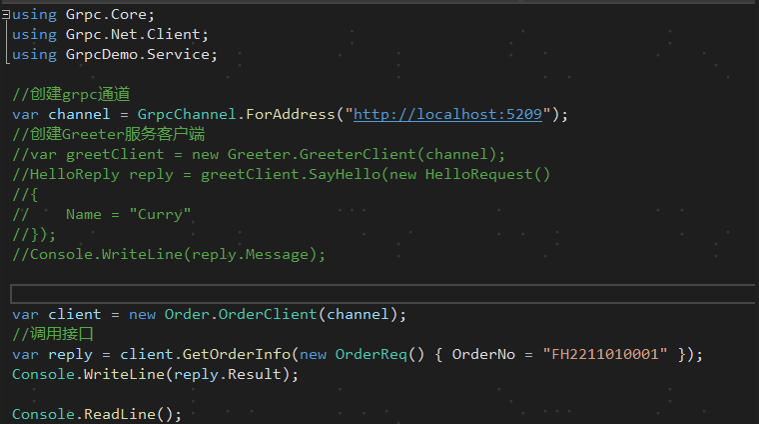 using Grpc.Core;
using Grpc.Net.Client;
using GrpcDemo.Service;
//创建grpc通道
var channel = GrpcChannel.ForAddress("http://localhost:5209");
//创建Greeter服务客户端
//var greetClient = new Greeter.GreeterClient(channel);
//HelloReply reply = greetClient.SayHello(new HelloRequest()
//{
//    Name = "Curry"
//});
//Console.WriteLine(reply.Message);
var client = new Order.OrderClient(channel);
//调用接口
var reply = client.GetOrderInfo(new OrderReq() { OrderNo = "FH2211010001" });
Console.WriteLine(reply.Result);
Console.ReadLine();